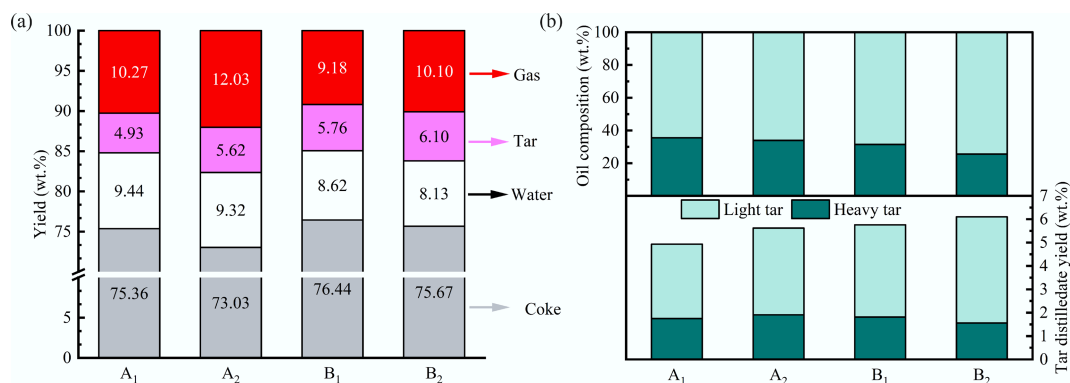 (a)
100
95
90
85
80
75
5
0
Yield (wt.%)
10.27
12.03
9.18
10.10
4.93
5.62
5.76
6.10
9.44
9.32
8.62
8.13
75.36
73.03
76.44
75.67
Gas
Tar
Water
Coke
A₁
A₂
B₁
B₂
(b)
100
80
60
40
20
Oil composition (wt.%)
Light tar
Heavy tar
7
6
5
4
3
2
1
0
Tar distilledate yield (wt.%)
A₁
A₂
B₁
B₂